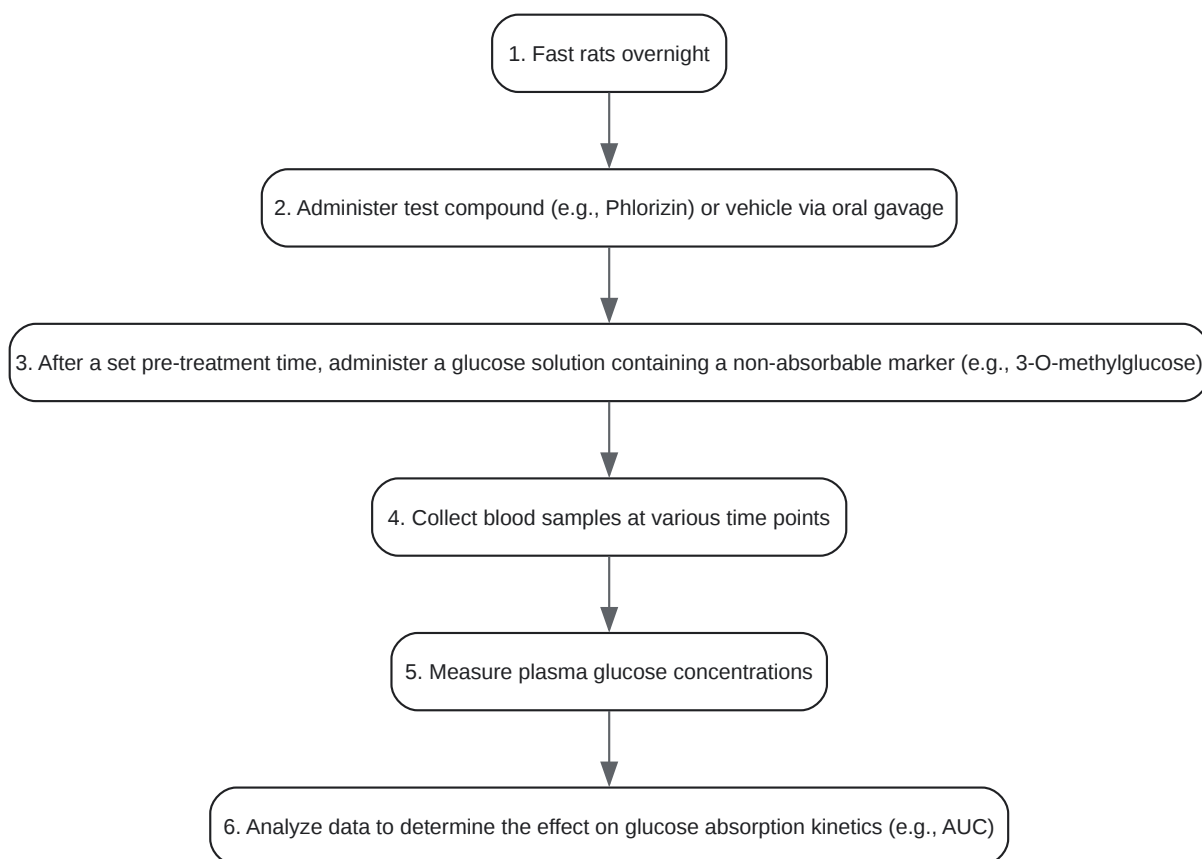 1. Fast rats overnight
2. Administer test compound (e.g., Phlorizin) or vehicle via oral gavage
3. After a set pre-treatment time, administer a glucose solution containing a non-absorbable marker (e.g., 3-O-methylglucose)
4. Collect blood samples at various time points
5. Measure plasma glucose concentrations
6. Analyze data to determine the effect on glucose absorption kinetics (e.g., AUC)